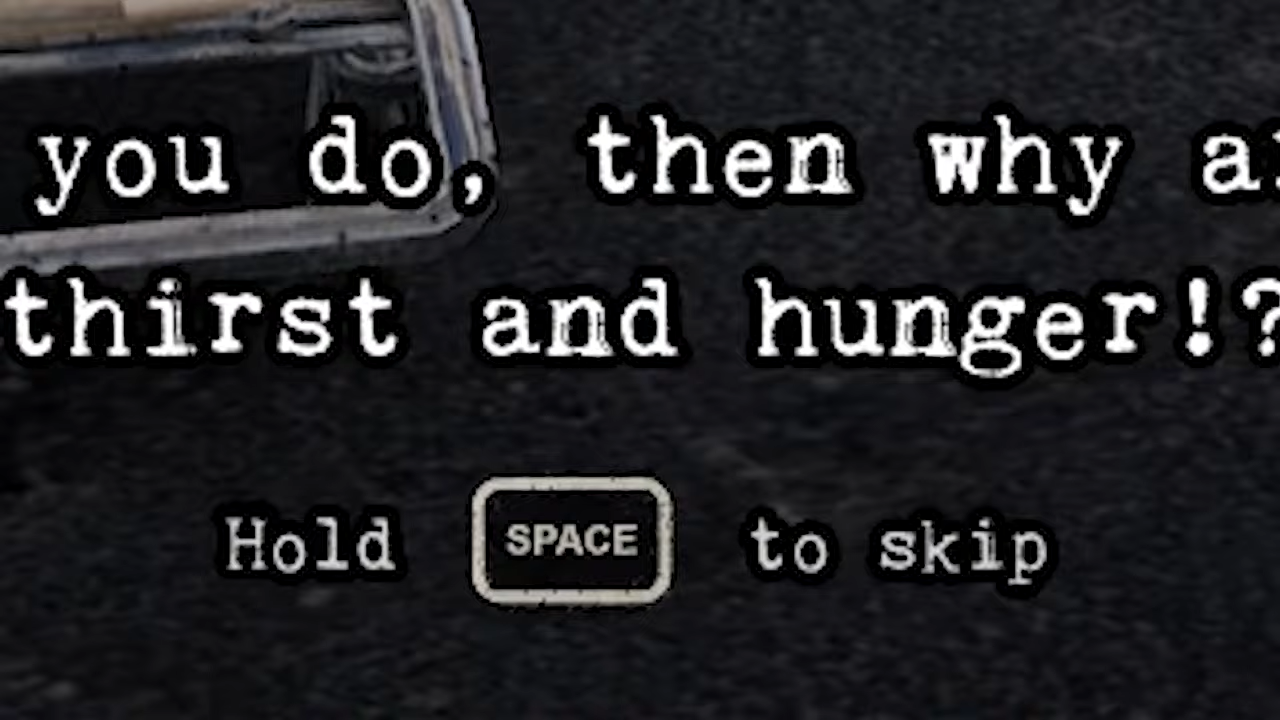 you do, then why
thirst and hunger!?
Hold SPACE to skip